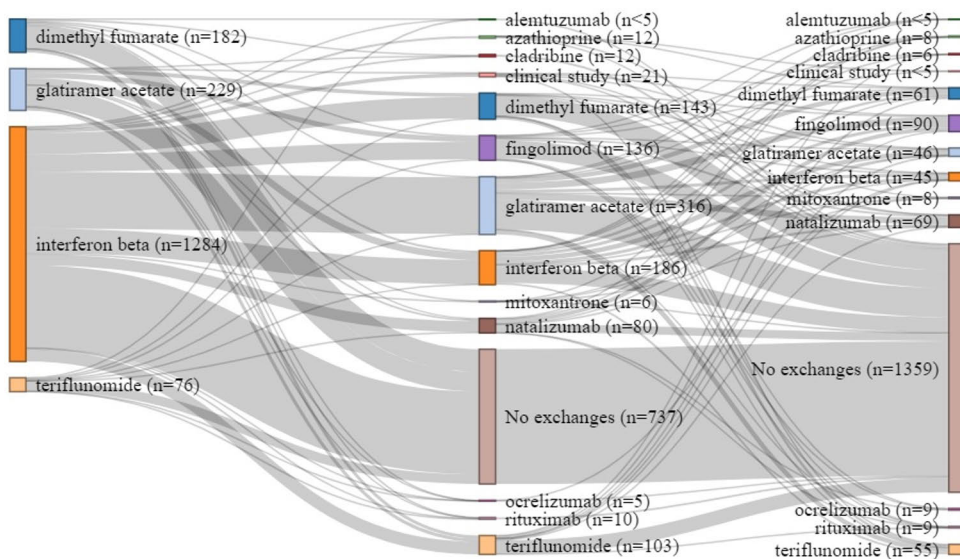 dimethyl fumarate (n=182)
glatiramer acetate (n=229)
interferon beta (n=1284)
teriflunomide (n=76)
alemtuzumab (n<5)
azathioprine (n=12)
cladribine (n=12)
clinical study (n=21)
dimethyl fumarate (n=143)
fingolimod (n=136)
glatiramer acetate (n=316)
interferon beta (n=186)
mitoxantrone (n=6)
natalizumab (n=80)
No exchanges (n=737)
ocrelizumab (n=5)
rituximab (n=10)
teriflunomide (n=103)
alemtuzumab (n<5)
azathioprine (n=8)
cladribine (n=6)
clinical study (n<5)
dimethyl fumarate (n=61)
fingolimod (n=90)
glatiramer acetate (n=46)
interferon beta (n=45)
mitoxantrone (n=8)
natalizumab (n=69)
No exchanges (n=1359)
ocrelizumab (n=9)
rituximab (n=9)
teriflunomide (n=55)